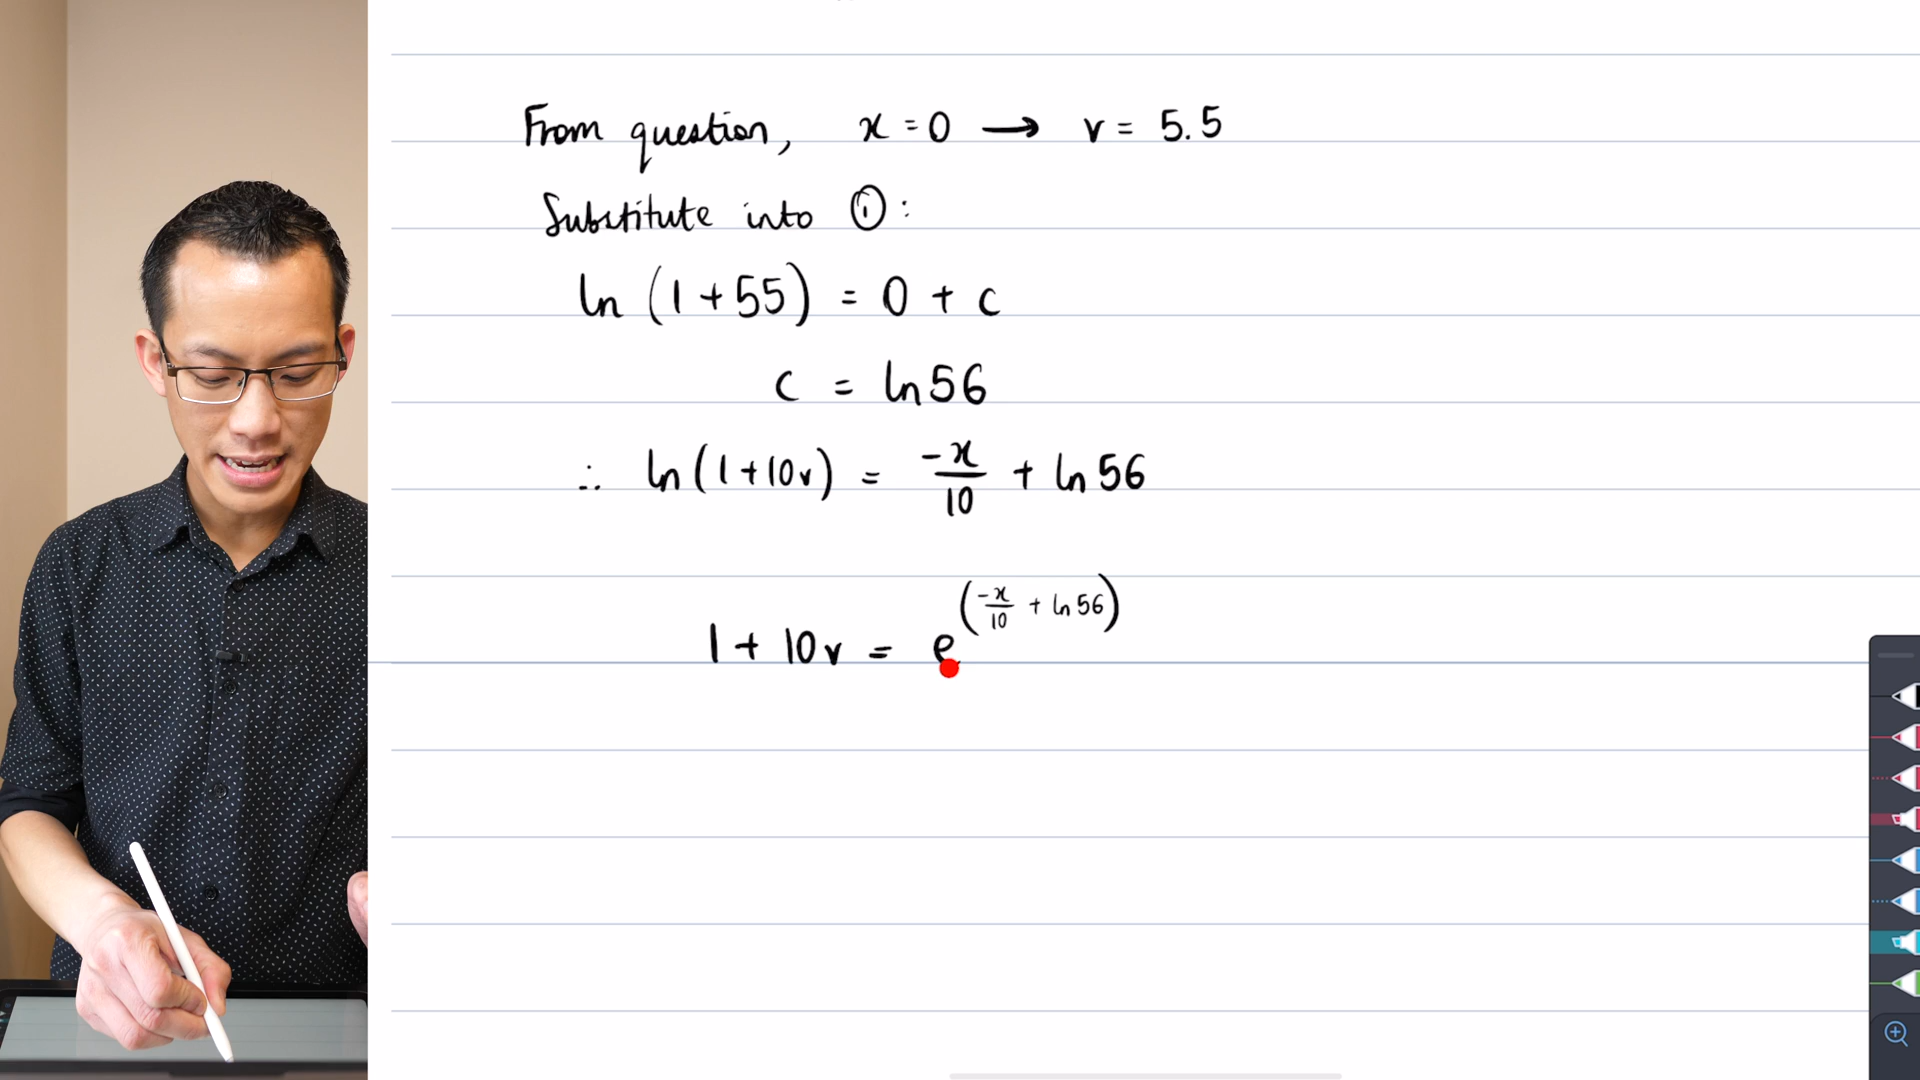 From question, x = 0 → v = 5.5
Substitute into ①:
ln (1 + 55) = 0 + c
c = ln 56
∴ ln (1 + 10v) = -x/10 + ln 56
1 + 10v = e^(-x/10 + ln 56)